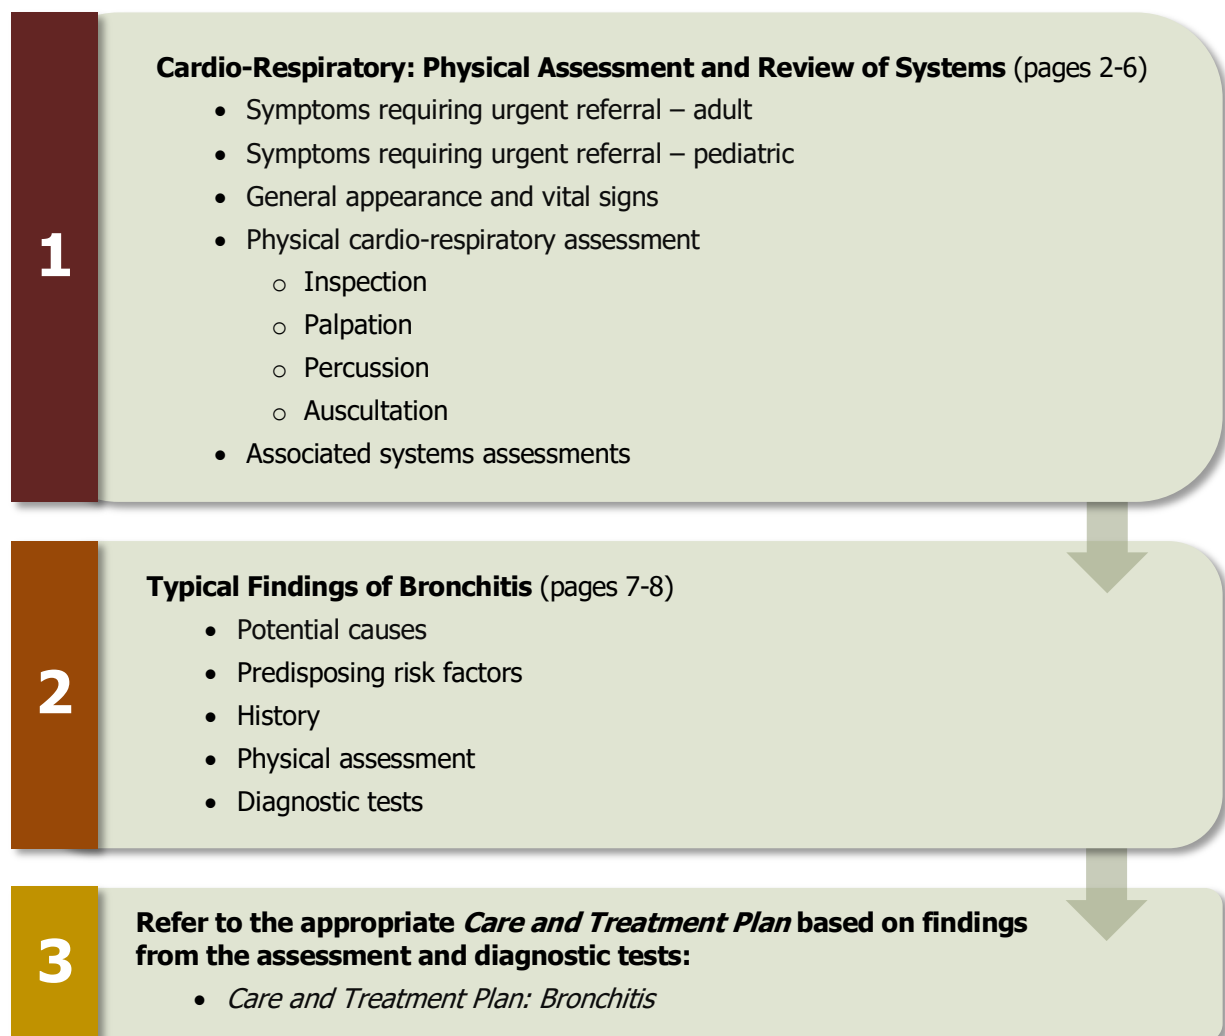 1
Cardio-Respiratory: Physical Assessment and Review of Systems (pages 2-6)
• Symptoms requiring urgent referral – adult
• Symptoms requiring urgent referral – pediatric
• General appearance and vital signs
• Physical cardio-respiratory assessment
o Inspection
o Palpation
o Percussion
o Auscultation
• Associated systems assessments
2
Typical Findings of Bronchitis (pages 7-8)
• Potential causes
• Predisposing risk factors
• History
• Physical assessment
• Diagnostic tests
3
Refer to the appropriate Care and Treatment Plan based on findings
from the assessment and diagnostic tests:
• Care and Treatment Plan: Bronchitis